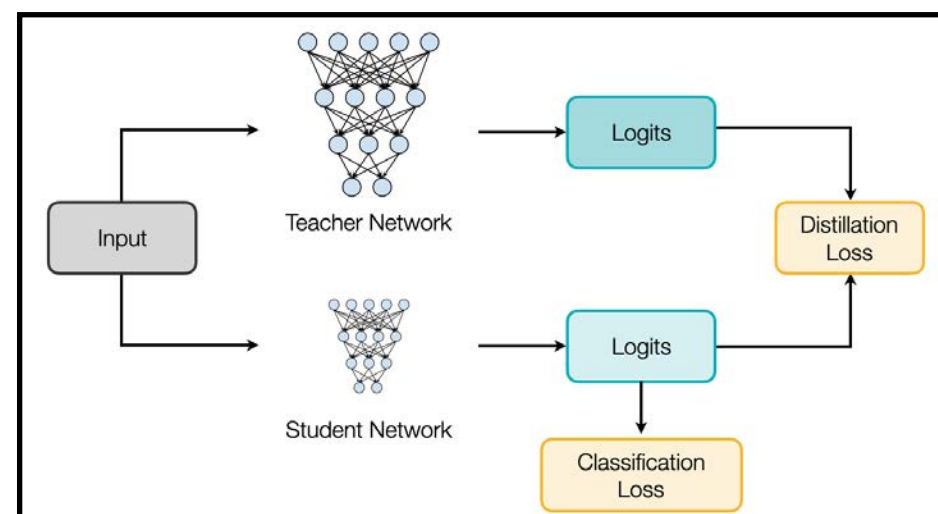 Logits
Teacher Network
Input
Distillation
Loss
Logits
Student Network
Classification
Loss